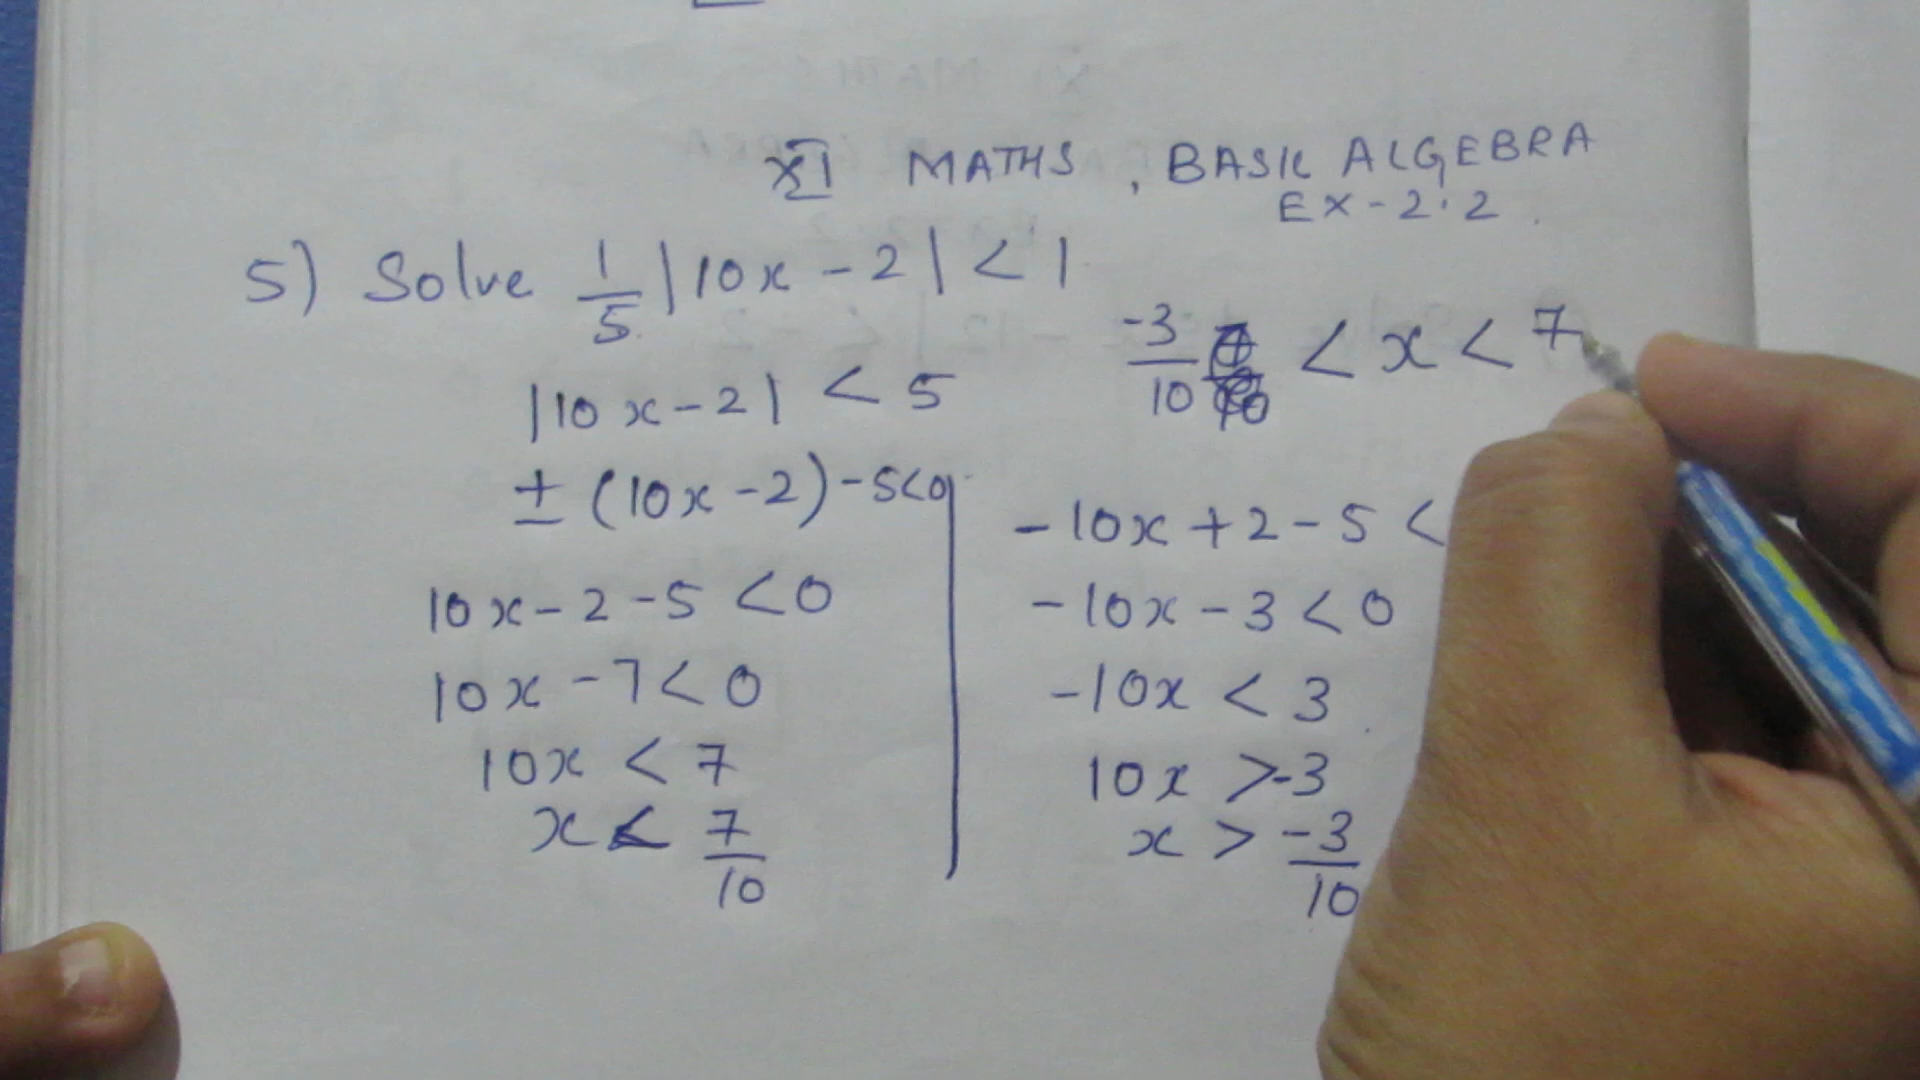 XI MATHS, BASIC ALGEBRA
EX-2.2.
5) Solve 1/5 |10x - 2| < 1
|10x - 2| < 5
± (10x - 2) - 5 < 0
10x - 2 - 5 < 0
10x - 7 < 0
10x < 7
x < 7/10
-3/10 < x < 7
-10x + 2 - 5 <
-10x - 3 < 0
-10x < 3
10x > -3
x > -3/10